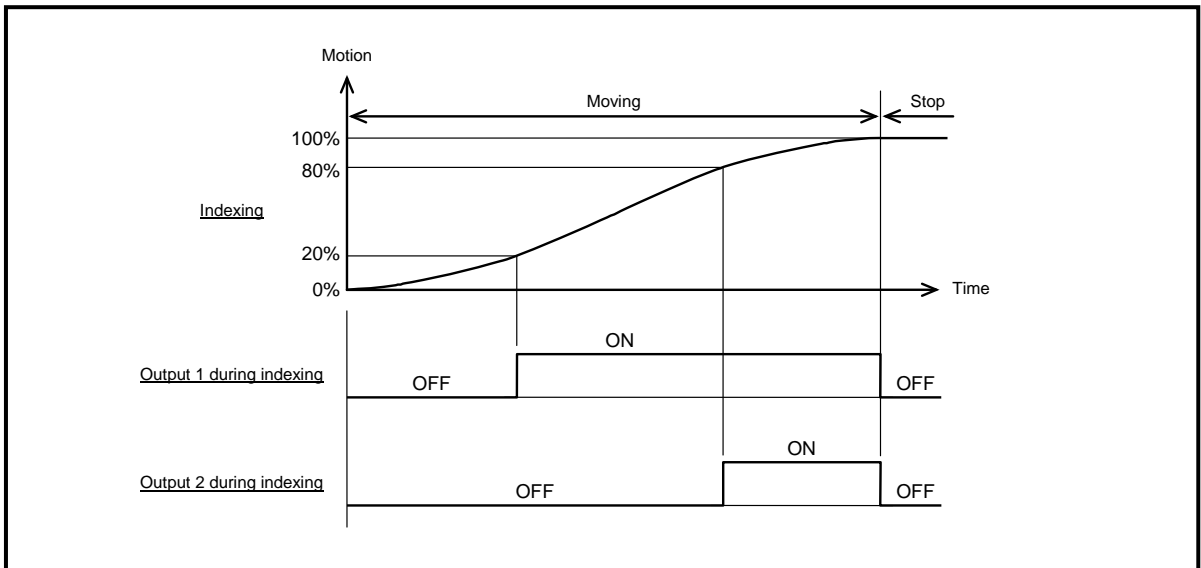 Motion
Moving
Stop
100%
80%
Indexing
20%
0%
Time
ON
Output 1 during indexing
OFF
OFF
ON
Output 2 during indexing
OFF
OFF